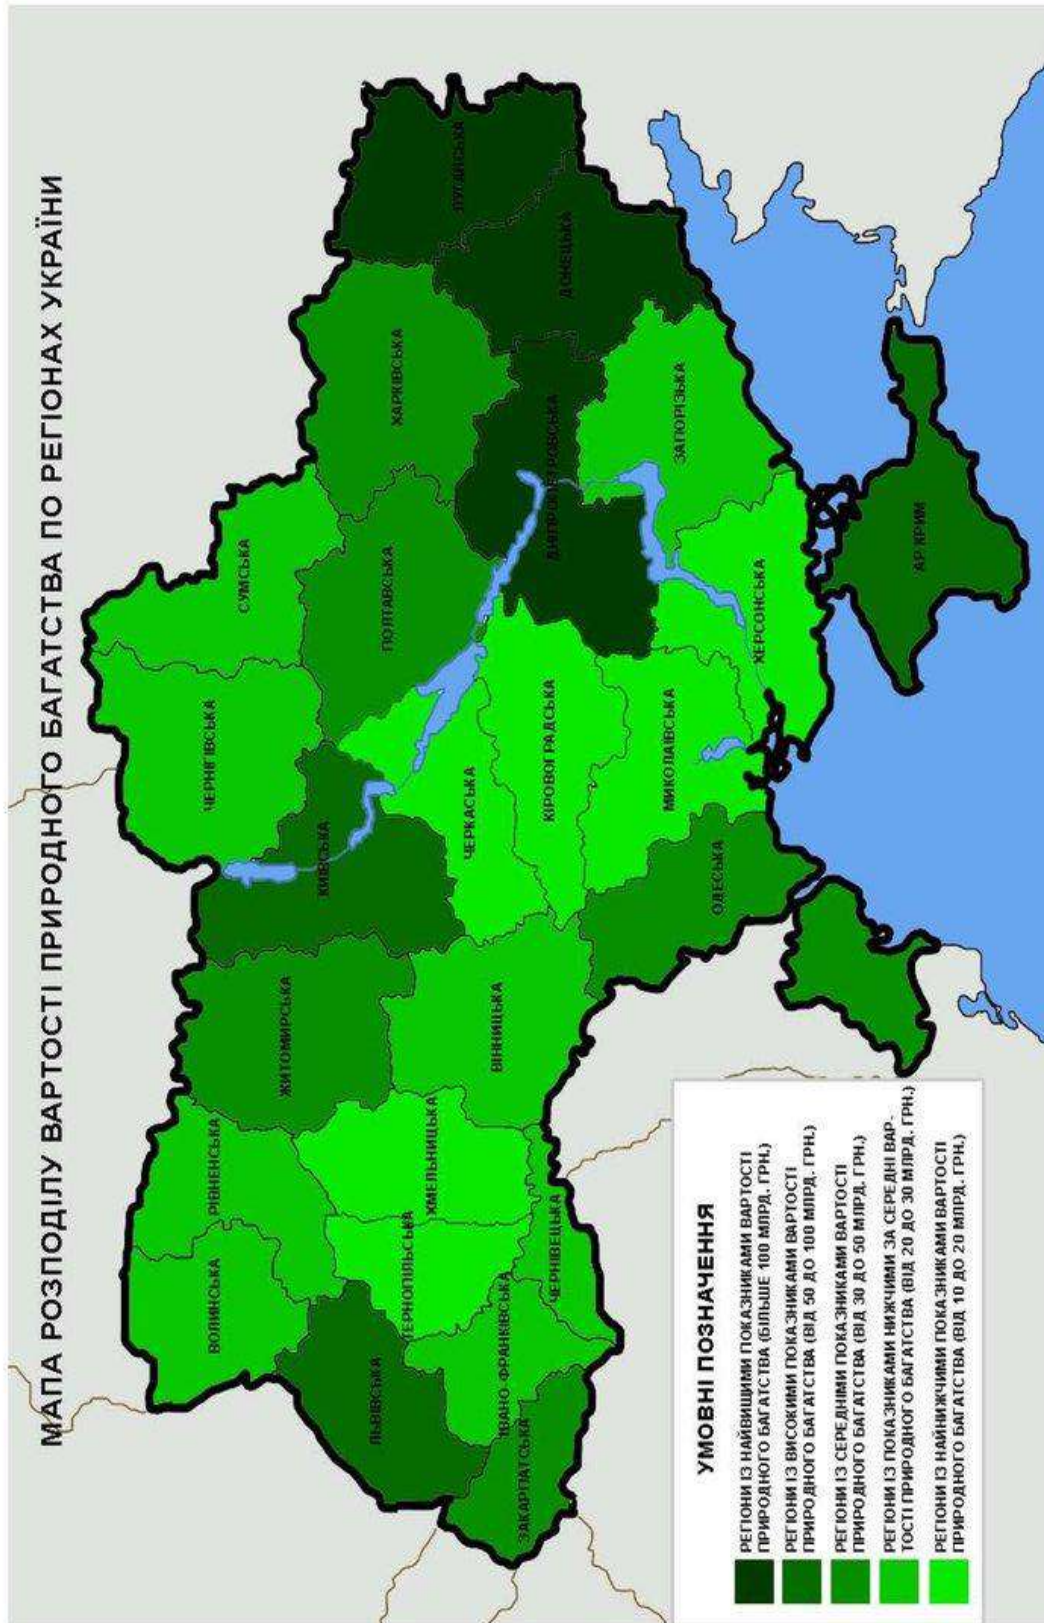 МАПА РОЗПОДІЛУ ВАРТОСТІ ПРИРОДНОГО БАГАТСТВА ПО РЕГІОНАХ УКРАЇНИ
ВОЛИНСЬКА
РІВНЕНСЬКА
ЖИТОМИРСЬКА
КИЇВСЬКА
ЧЕРНІГІВСЬКА
СУМСЬКА
ЛЬВІВСЬКА
ТЕРНОПІЛЬСЬКА
ХМЕЛЬНИЦЬКА
ВІННИЦЬКА
ЧЕРКАСЬКА
ПОЛТАВСЬКА
ХАРКІВСЬКА
ЛУГАНСЬКА
ЗАКАРПАТСЬКА
ІВАНО-ФРАНКІВСЬКА
ЧЕРНІВЕЦЬКА
КІРОВОГРАДСЬКА
ДНІПРОПЕТРОВСЬКА
ДОНЕЦЬКА
ОДЕСЬКА
МИКОЛАЇВСЬКА
ХЕРСОНСЬКА
ЗАПОРІЗЬКА
АР КРИМ
УМОВНІ ПОЗНАЧЕННЯ
РЕГІОНИ ІЗ НАЙВИЩИМИ ПОКАЗНИКАМИ ВАРТОСТІ
ПРИРОДНОГО БАГАТСТВА (БІЛЬШЕ 100 МЛРД. ГРН.)
РЕГІОНИ ІЗ ВИСОКИМИ ПОКАЗНИКАМИ ВАРТОСТІ
ПРИРОДНОГО БАГАТСТВА (ВІД 50 ДО 100 МЛРД. ГРН.)
РЕГІОНИ ІЗ СЕРЕДНІМИ ПОКАЗНИКАМИ ВАРТОСТІ
ПРИРОДНОГО БАГАТСТВА (ВІД 30 ДО 50 МЛРД. ГРН.)
РЕГІОНИ ІЗ ПОКАЗНИКАМИ НИЖЧИМИ ЗА СЕРЕДНІ ВАР-
ТОСТІ ПРИРОДНОГО БАГАТСТВА (ВІД 20 ДО 30 МЛРД. ГРН.)
РЕГІОНИ ІЗ НАЙНИЖЧИМИ ПОКАЗНИКАМИ ВАРТОСТІ
ПРИРОДНОГО БАГАТСТВА (ВІД 10 ДО 20 МЛРД. ГРН.)